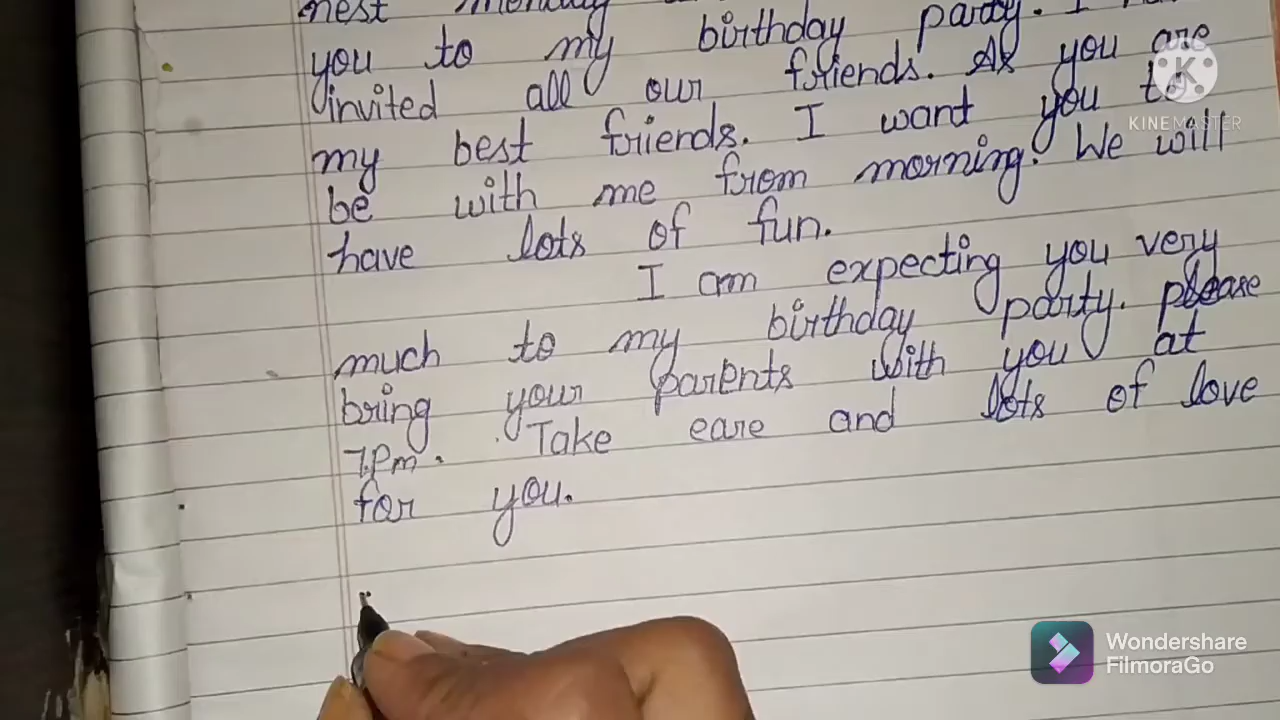 nest monday
you to my birthday party. I
invited all our friends. As you are
my best friends. I want you to
be with me from morning. We will
have lots of fun.
I am expecting you very
much to my birthday party. please
bring your parents with you at
7.Pm. Take care and lots of love
for you.
K
KINEMASTER
Wondershare
FilmoraGo